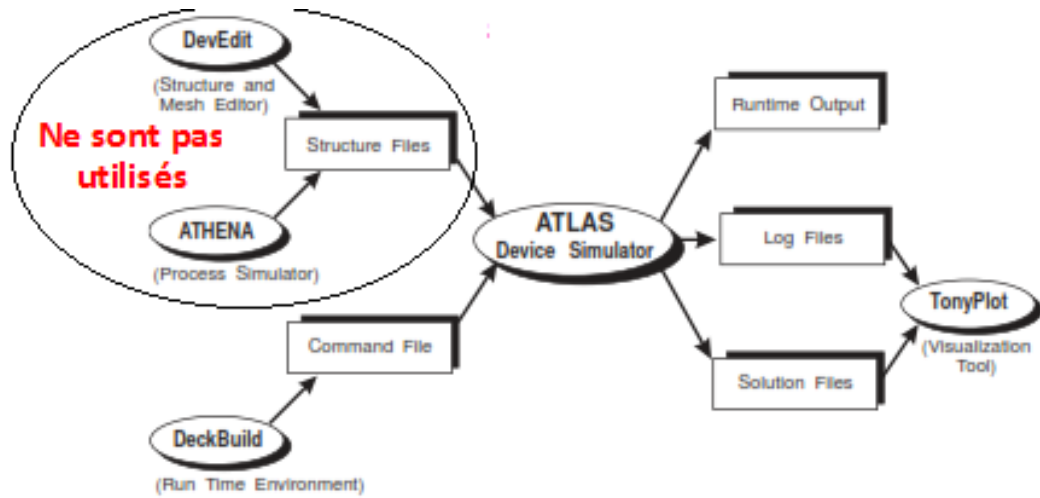 DevEdit
(Structure and
Mesh Editor)
Ne sont pas
utilisés
Structure Files
ATHENA
(Process Simulator)
Command File
DeckBuild
(Run Time Environment)
ATLAS
Device Simulator
Runtime Output
Log Files
Solution Files
TonyPlot
(Visualization
Tool)